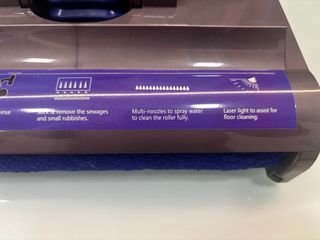 to remove the sewages
and small rubbishes.
Multi-nozzles to spray water
to clean the roller fully.
Laser light to assist for
floor cleaning.